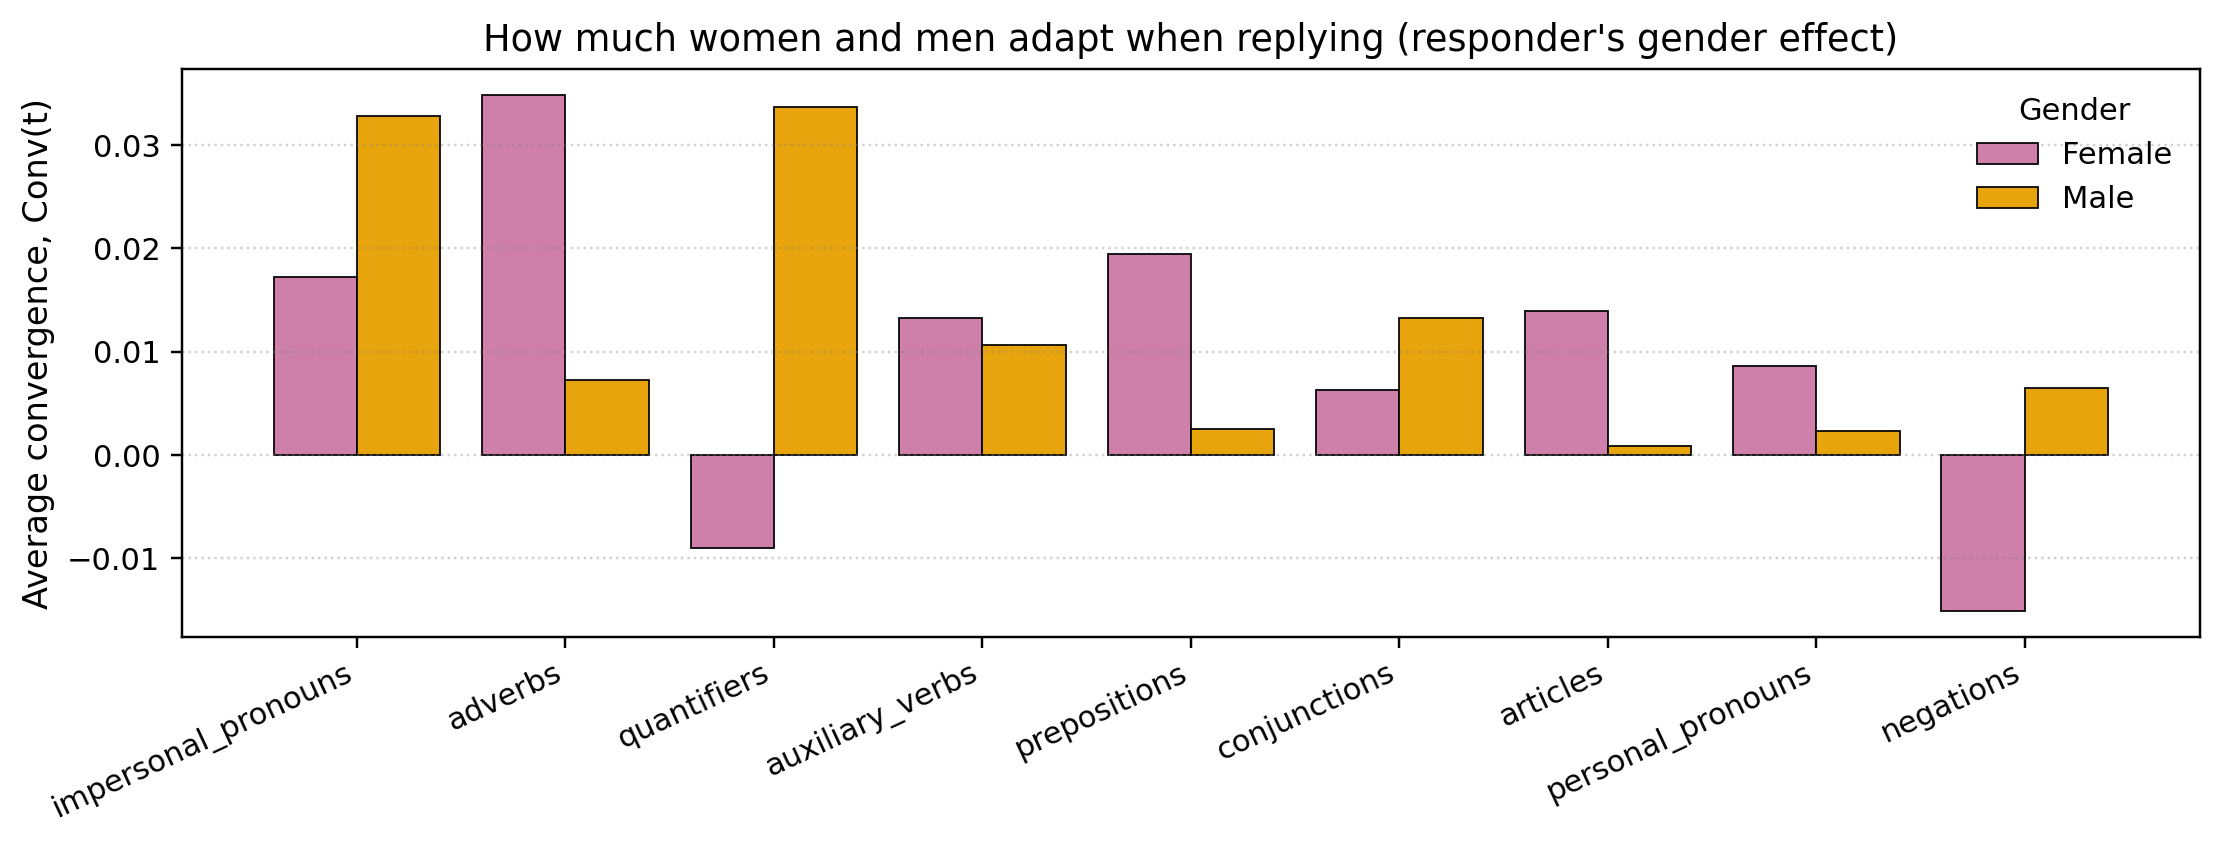 How much women and men adapt when replying (responder's gender effect)
Average convergence, Conv(t)
0.03
0.02
0.01
0.00
−0.01
Gender
Female
Male
impersonal_pronouns
adverbs
quantifiers
auxiliary_verbs
prepositions
conjunctions
articles
personal_pronouns
negations